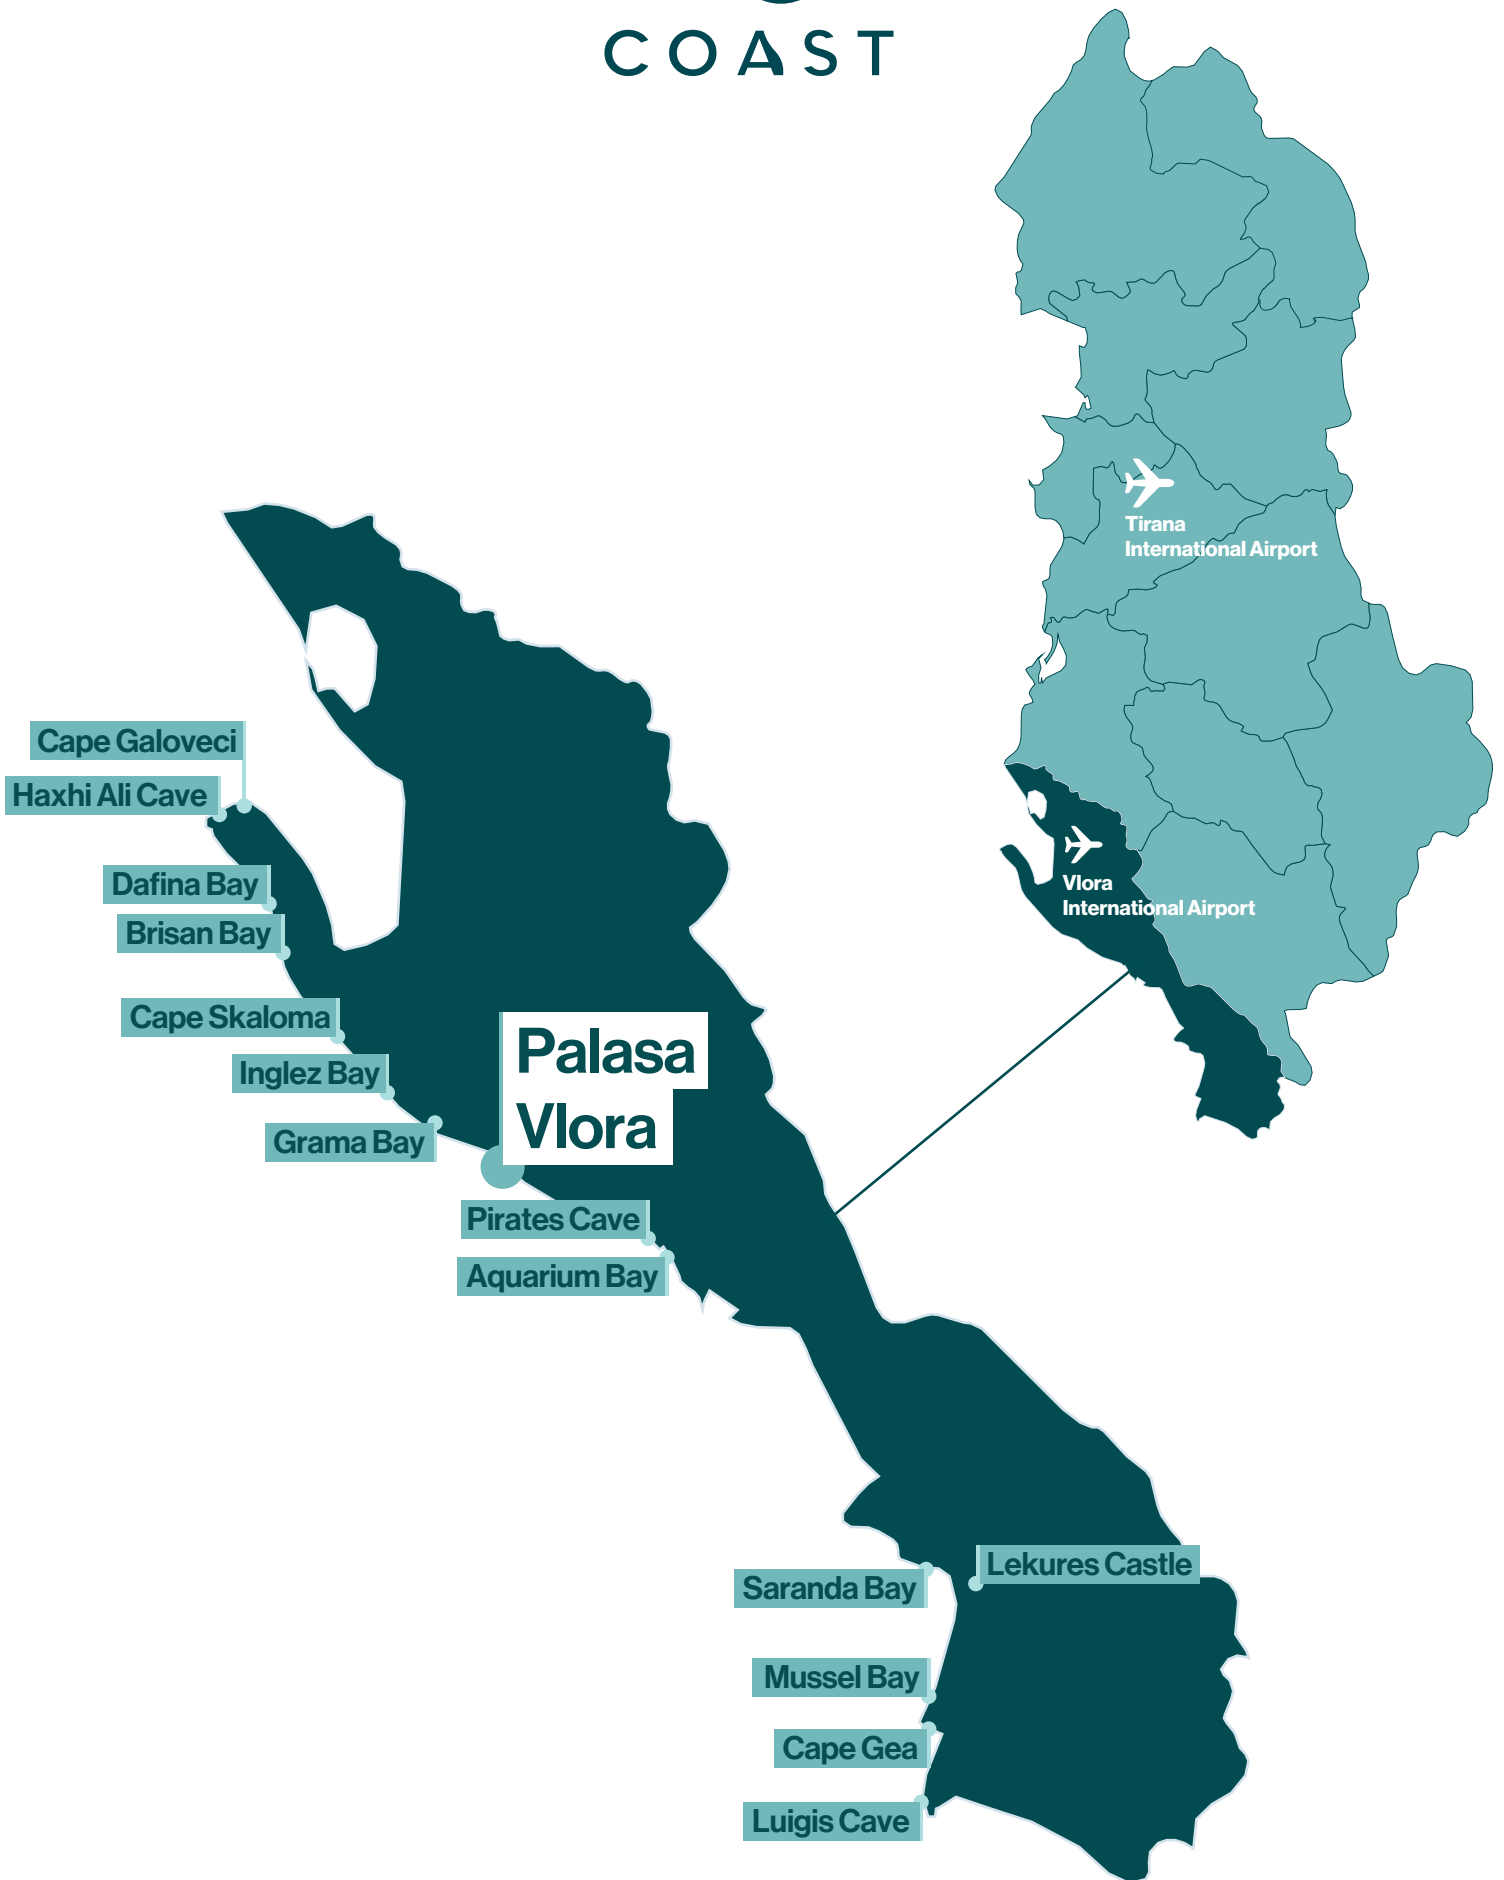 COAST
Tirana
International Airport
Cape Galoveci
Haxhi Ali Cave
Dafina Bay
Vlora
International Airport
Brisan Bay
Cape Skaloma
Palasa
Vlora
Inglez Bay
Grama Bay
Pirates Cave
Aquarium Bay
Lekures Castle
Saranda Bay
Mussel Bay
Cape Gea
Luigis Cave